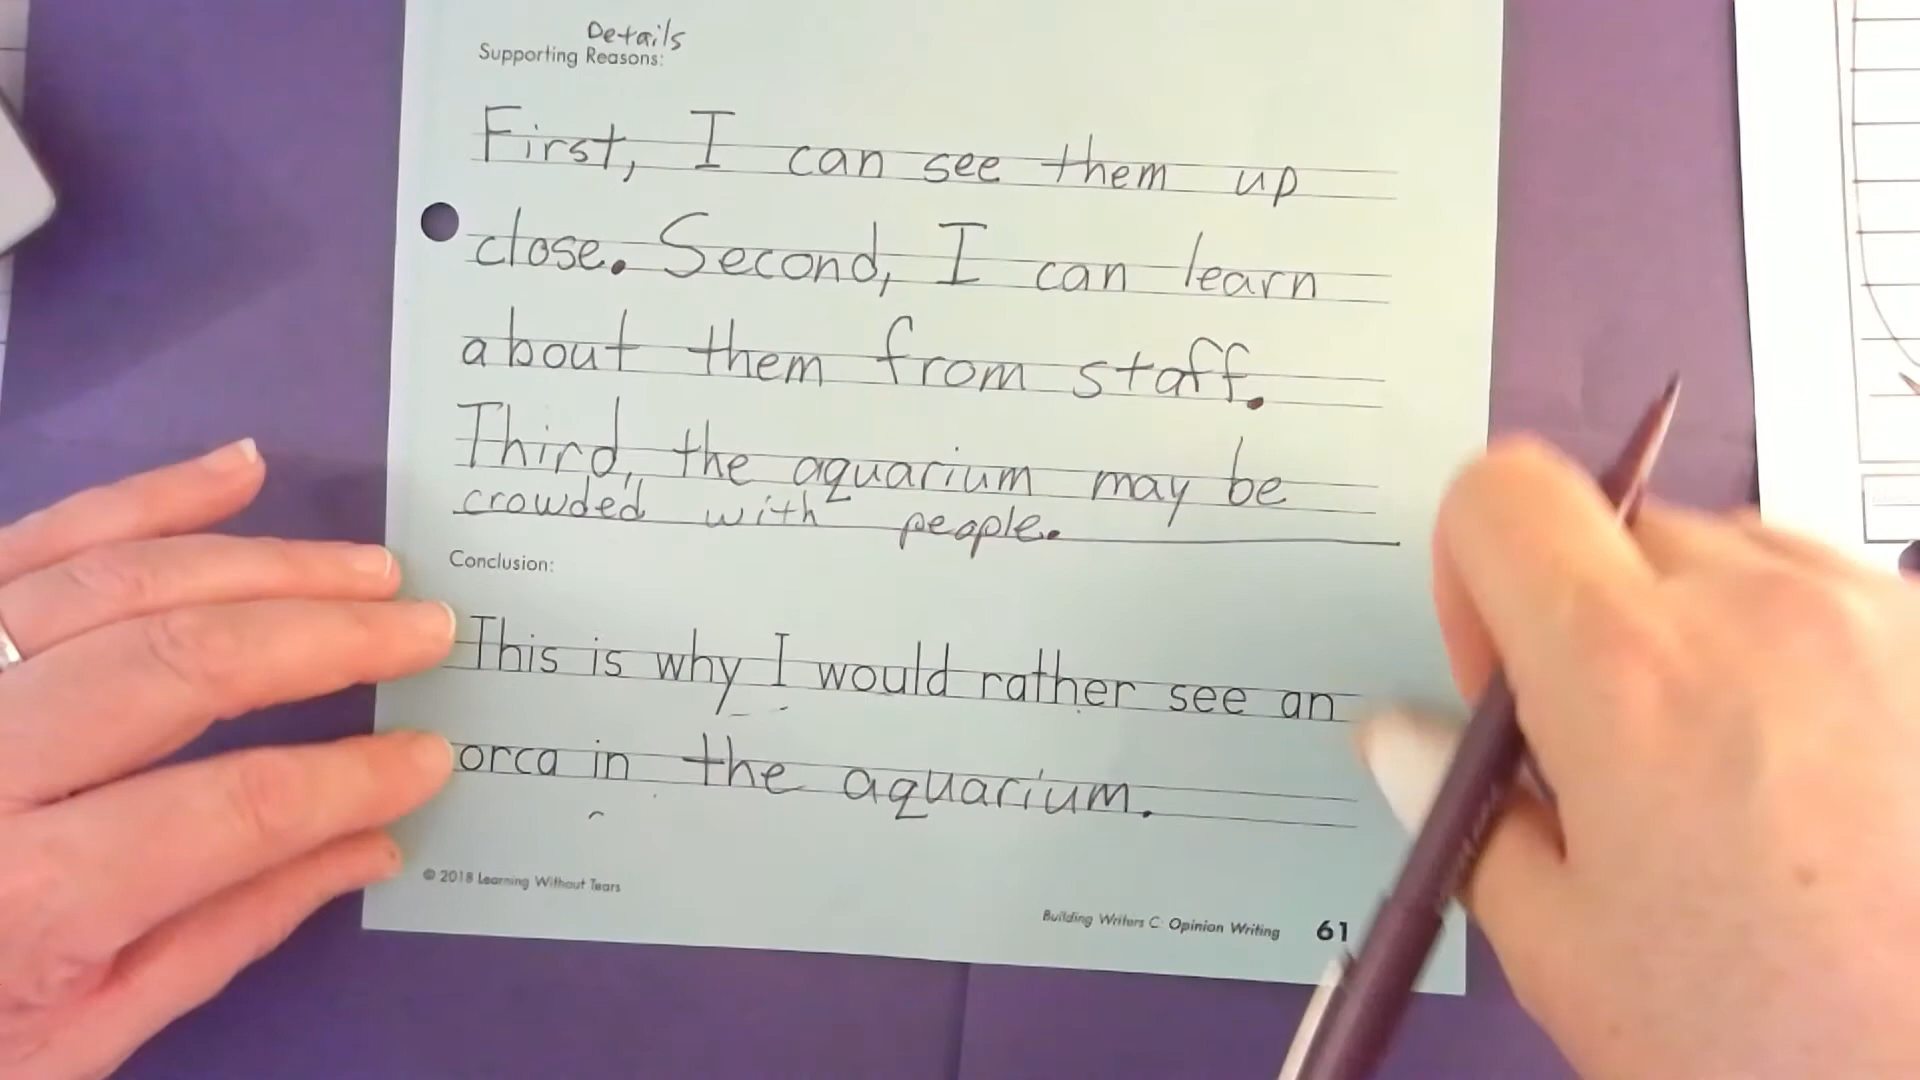 Details
Supporting Reasons:
First, I can see them up
close. Second, I can learn
about them from staff.
Third, the aquarium may be
crowded with people.
Conclusion:
This is why I would rather see an
orca in the aquarium.
© 2018 Learning Without Tears
Building Writers C: Opinion Writing 61